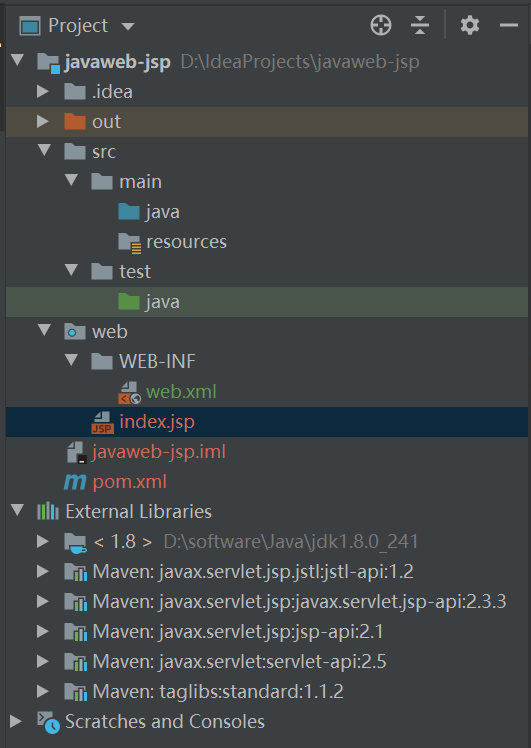 Project
javaweb-jsp D:\IdeaProjects\javaweb-jsp
.idea
out
src
main
java
resources
test
java
web
WEB-INF
web.xml
JSP index.jsp
javaweb-jsp.iml
m pom.xml
External Libraries
< 1.8 > D:\software\Java\jdk1.8.0_241
Maven: javax.servlet.jsp.jstl:jstl-api:1.2
Maven: javax.servlet.jsp:javax.servlet.jsp-api:2.3.3
Maven: javax.servlet.jsp:jsp-api:2.1
Maven: javax.servlet:servlet-api:2.5
Maven: taglibs:standard:1.1.2
Scratches and Consoles